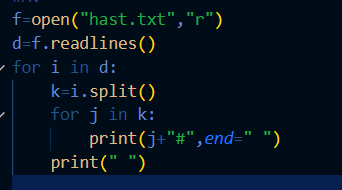 f=open("hast.txt","r")
d=f.readlines()
for i in d:
    k=i.split()
    for j in k:
        print(j+"#",end=" ")
    print(" ")